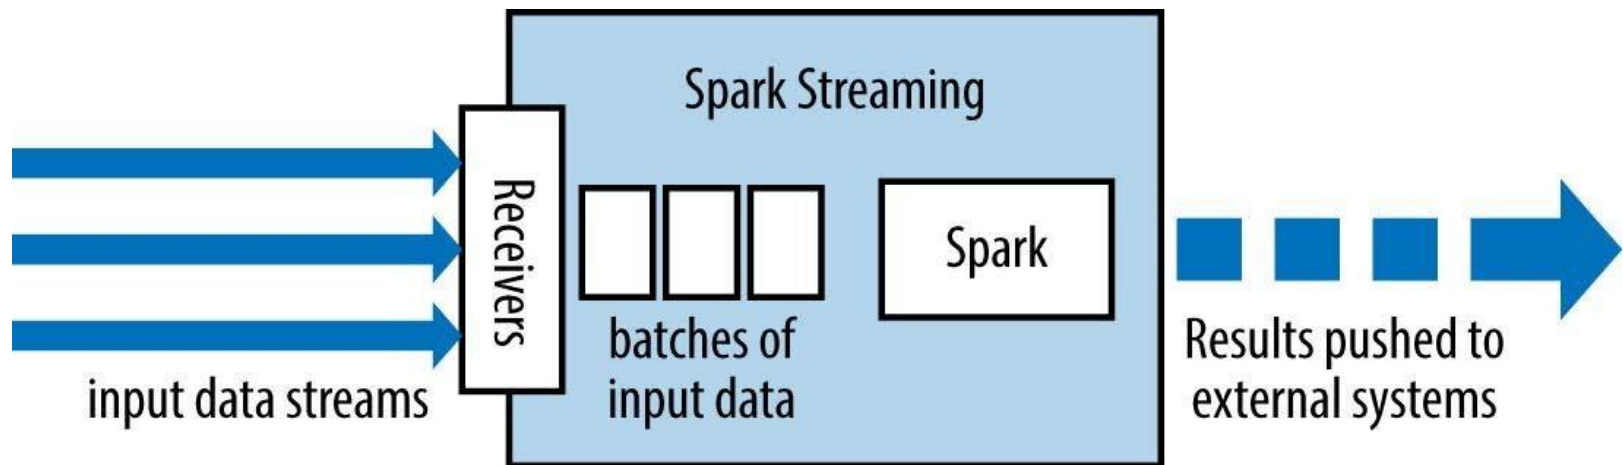 Spark Streaming
Receivers
Spark
batches of
input data
input data streams
Results pushed to
external systems